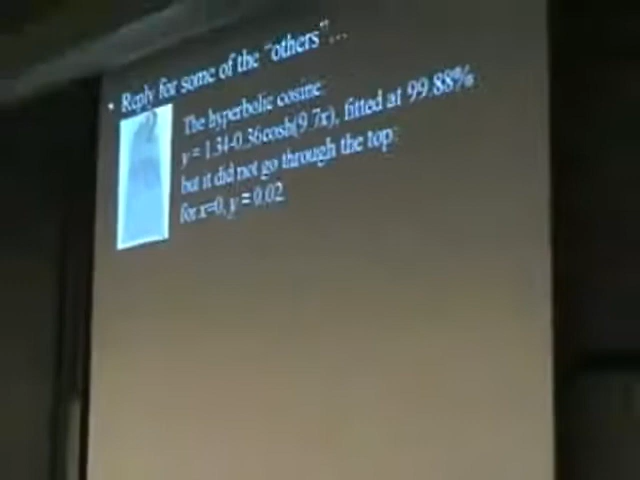 • Reply for some of the "others"...
The hyperbolic cosine:
y = 1.34-0.36cosh(9.7x), fitted at 99.88%
but it did not go through the top:
for x=0, y = 0.02